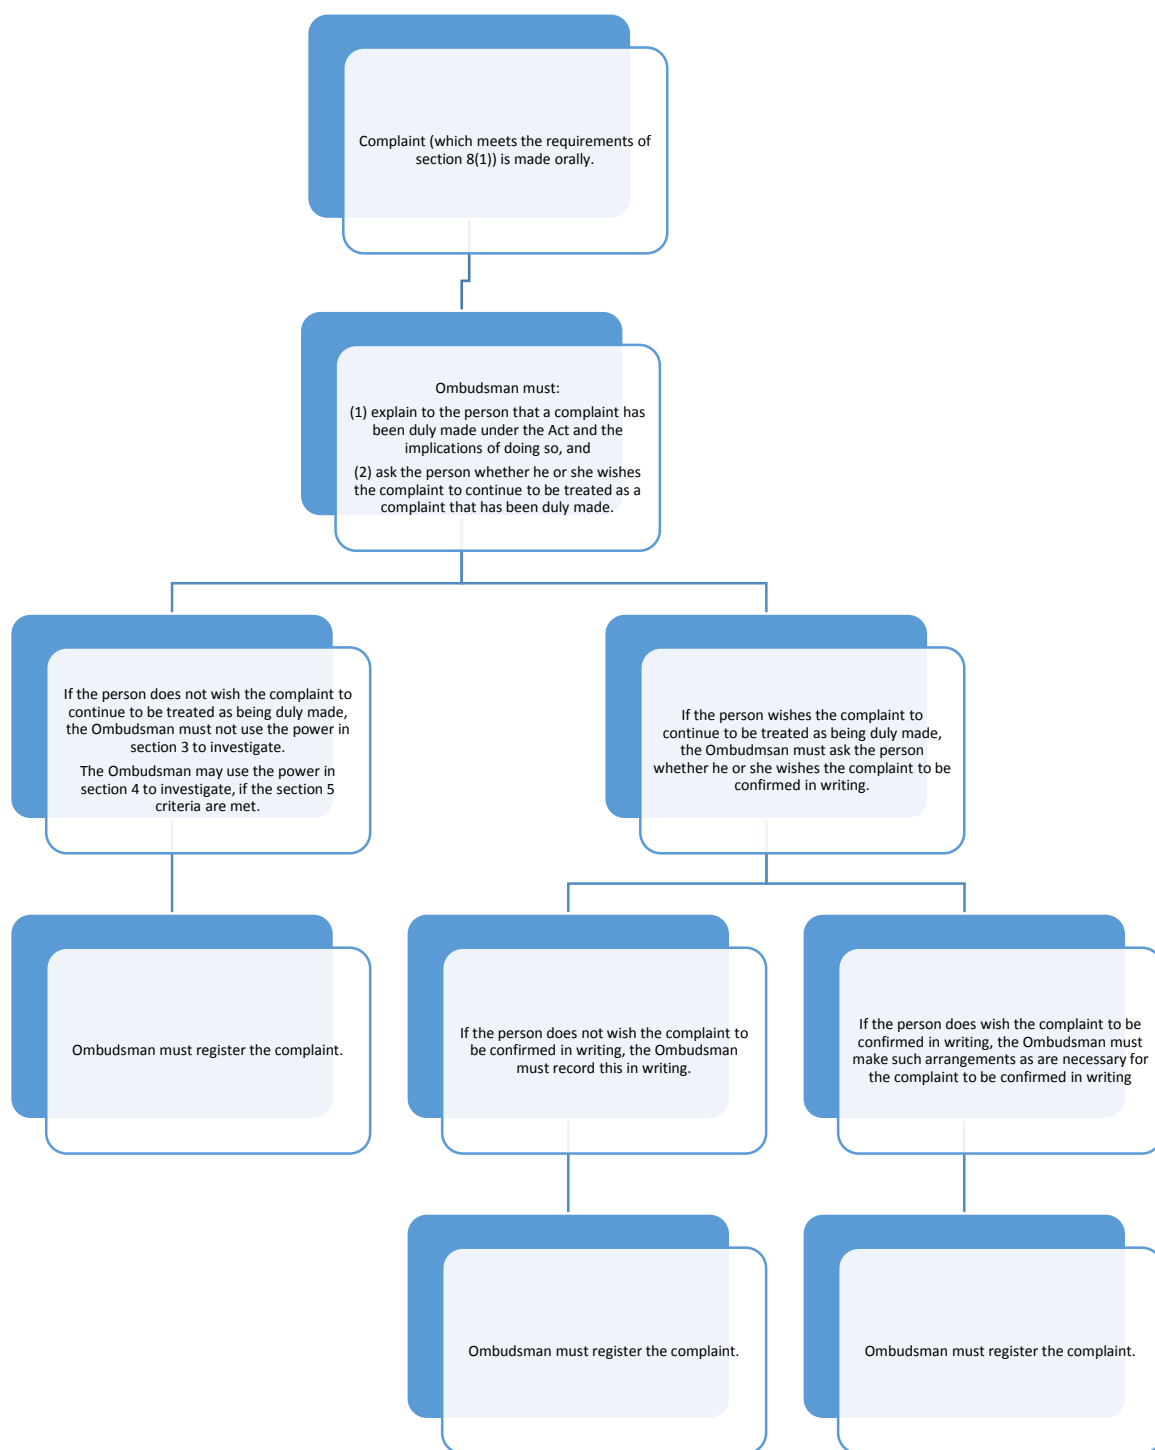 Complaint (which meets the requirements of
section 8(1)) is made orally.
Ombudsman must:
(1) explain to the person that a complaint has
been duly made under the Act and the
implications of doing so, and
(2) ask the person whether he or she wishes
the complaint to continue to be treated as a
complaint that has been duly made.
If the person does not wish the complaint to
continue to be treated as being duly made,
the Ombudsman must not use the power in
section 3 to investigate.
The Ombudsman may use the power in
section 4 to investigate, if the section 5
criteria are met.
If the person wishes the complaint to
continue to be treated as being duly made,
the Ombudmsan must ask the person
whether he or she wishes the complaint to be
confirmed in writing.
Ombudsman must register the complaint.
If the person does not wish the complaint to
be confirmed in writing, the Ombudsman
must record this in writing.
If the person does wish the complaint to be
confirmed in writing, the Ombudsman must
make such arrangements as are necessary for
the complaint to be confirmed in writing
Ombudsman must register the complaint.
Ombudsman must register the complaint.